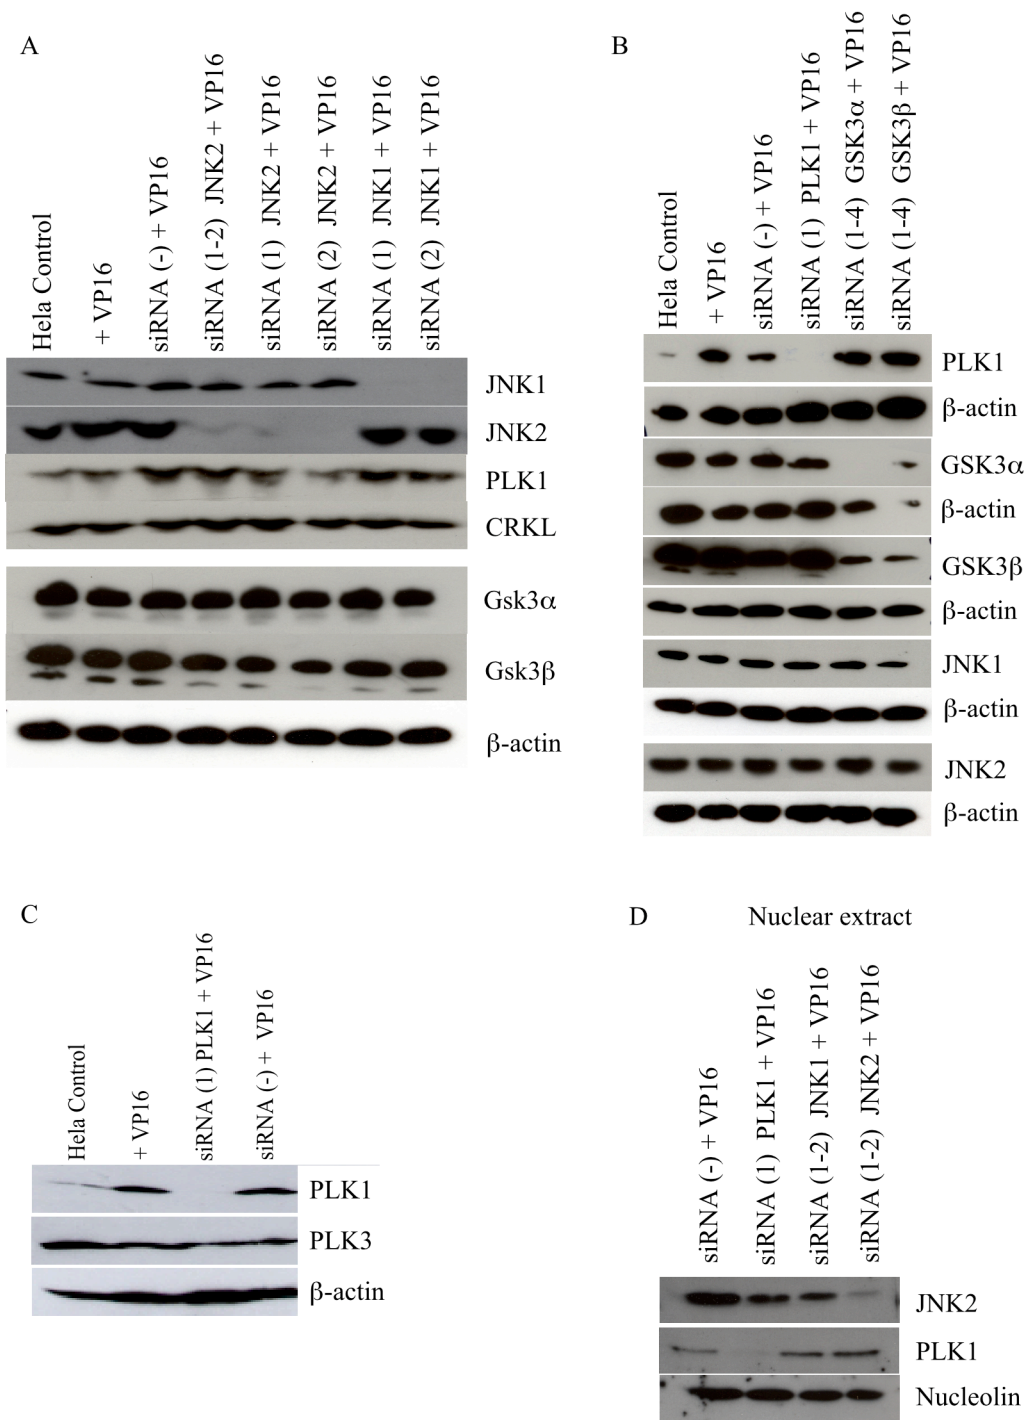 A
Hela Control
+ VP16
siRNA (-) + VP16
siRNA (1-2) JNK2 + VP16
siRNA (1) JNK2 + VP16
siRNA (2) JNK2 + VP16
siRNA (1) JNK1 + VP16
siRNA (2) JNK1 + VP16
JNK1
JNK2
PLK1
CRKL
Gsk3α
Gsk3β
β-actin
B
Hela Control
+ VP16
siRNA (-) + VP16
siRNA (1) PLK1 + VP16
siRNA (1-4) GSK3α + VP16
siRNA (1-4) GSK3β + VP16
PLK1
β-actin
GSK3α
β-actin
GSK3β
β-actin
JNK1
β-actin
JNK2
β-actin
C
Hela Control
+ VP16
siRNA (1) PLK1 + VP16
siRNA (-) + VP16
PLK1
PLK3
β-actin
D
Nuclear extract
siRNA (-) + VP16
siRNA (1) PLK1 + VP16
siRNA (1-2) JNK1 + VP16
siRNA (1-2) JNK2 + VP16
JNK2
PLK1
Nucleolin